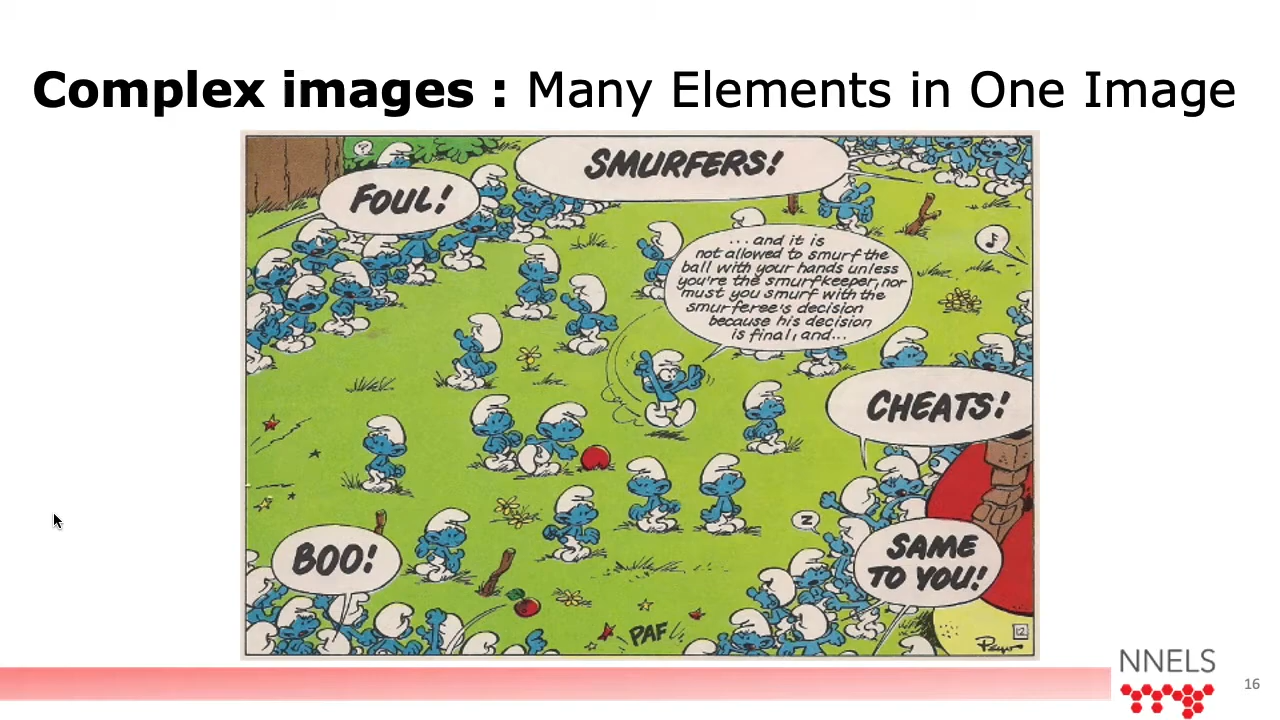 Complex images : Many Elements in One Image
?
SMURFERS!
FOUL!
... and it is
not allowed to smurf the
ball with your hands unless
you're the smurfkeeper, nor
must you smurf with the
smurferee's decision
because his decision
is final, and...
CHEATS!
Z
BOO!
SAME
TO YOU!
PAF
12
Peyo
NNELS
16